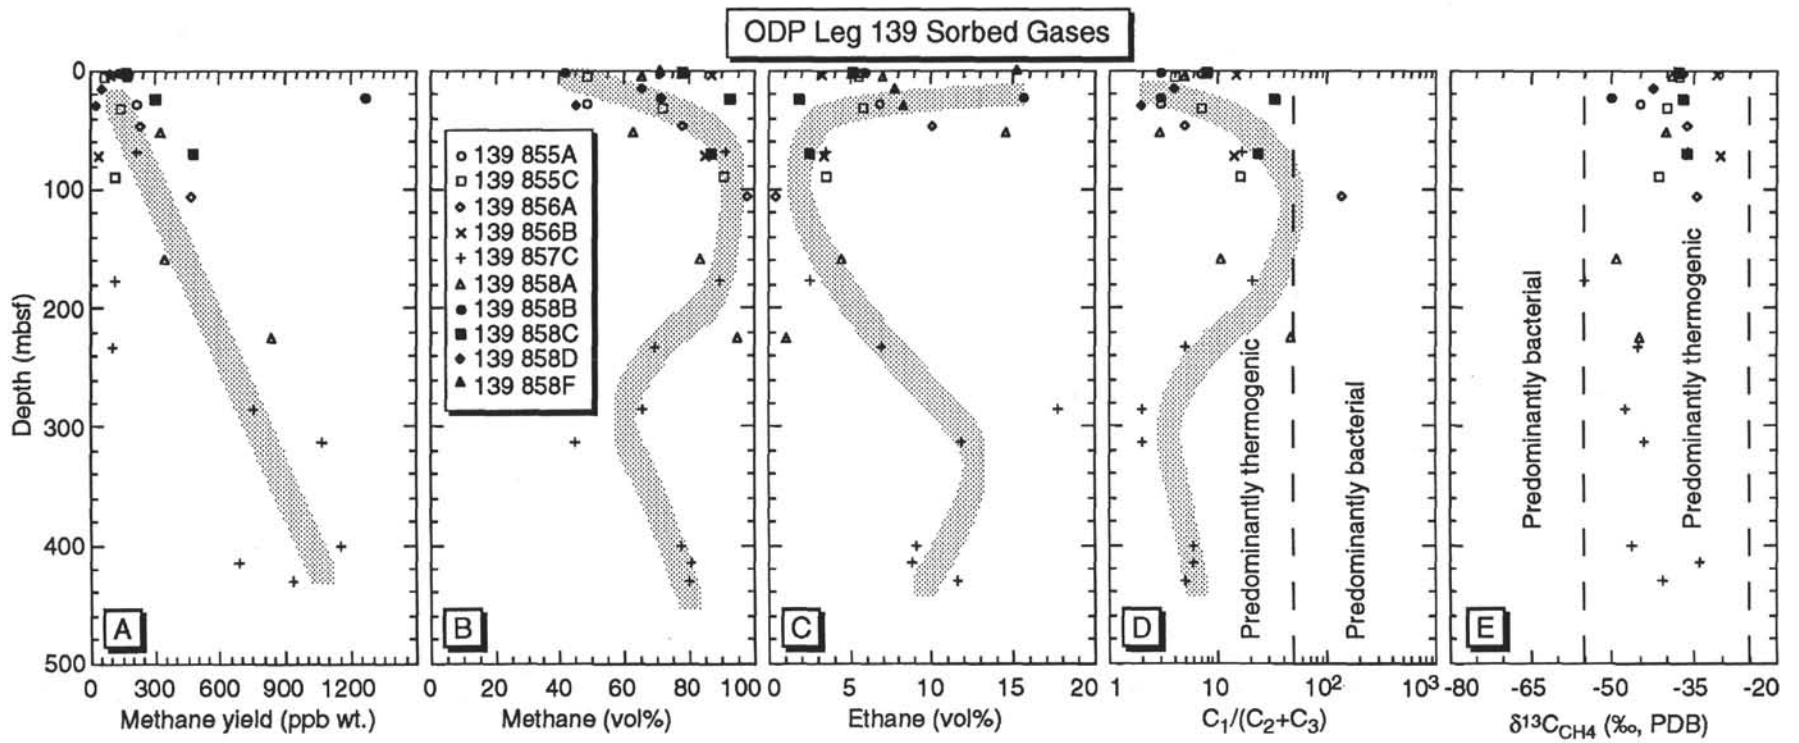 ODP Leg 139 Sorbed Gases
0
100
200
300
400
500
Depth (mbsf)
139 855A
139 855C
139 856A
139 856B
139 857C
139 858A
139 858B
139 858C
139 858D
139 858F
Predominantly thermogenic
Predominantly bacterial
Predominantly bacterial
Predominantly thermogenic
A
B
C
D
E
0 300 600 900 1200
0 20 40 60 80 100
0 5 10 15 20
1 10 10² 10³
-80 -65 -50 -35 -20
Methane yield (ppb wt.)
Methane (vol%)
Ethane (vol%)
C₁/(C₂+C₃)
δ¹³C_CH4 (‰, PDB)